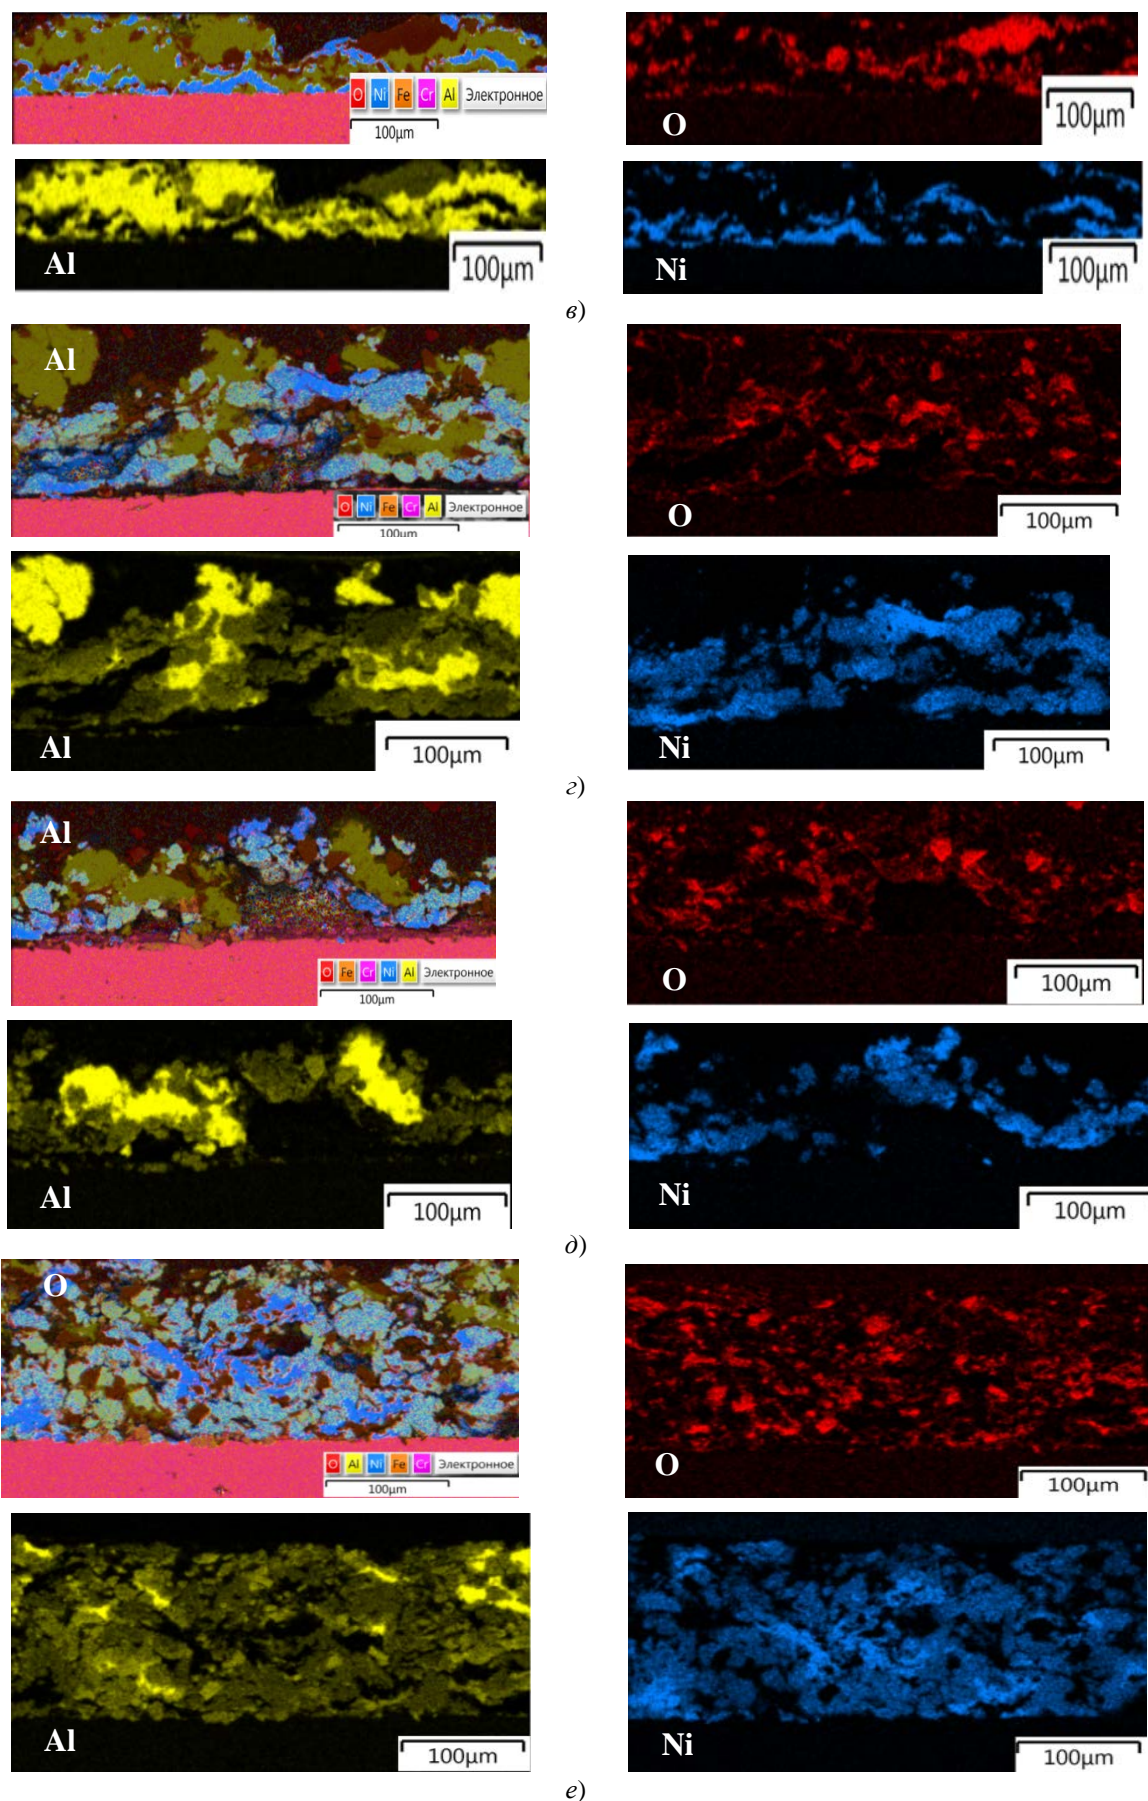 O Ni Fe Cr Al Электронное
100µm
O
100µm
Al
100µm
Ni
100µm
в)
Al
O Ni Fe Cr Al Электронное
100µm
O
100µm
Al
100µm
Ni
100µm
г)
Al
O Fe Cr Ni Al Электронное
100µm
O
100µm
Al
100µm
Ni
100µm
д)
O
O Al Ni Fe Cr Электронное
100µm
O
100µm
Al
100µm
Ni
100µm
е)